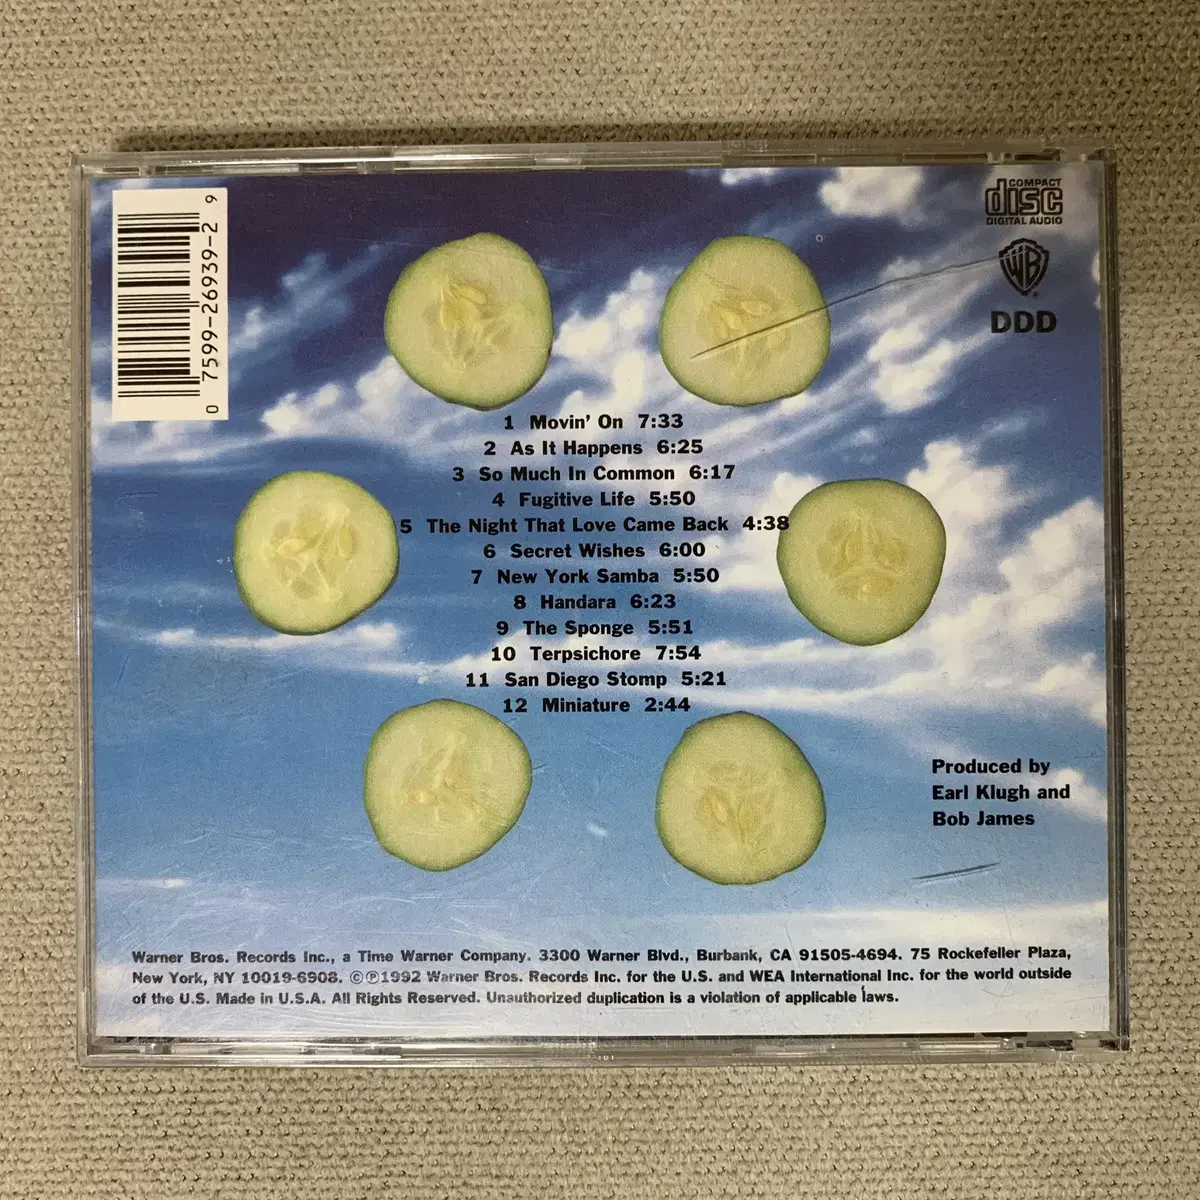 0 7599-26939-2 9
COMPACT
disc
DIGITAL AUDIO
WB
DDD
1 Movin' On 7:33
2 As It Happens 6:25
3 So Much In Common 6:17
4 Fugitive Life 5:50
5 The Night That Love Came Back 4:38
6 Secret Wishes 6:00
7 New York Samba 5:50
8 Handara 6:23
9 The Sponge 5:51
10 Terpsichore 7:54
11 San Diego Stomp 5:21
12 Miniature 2:44
Produced by
Earl Klugh and
Bob James
Warner Bros. Records Inc., a Time Warner Company. 3300 Warner Blvd., Burbank, CA 91505-4694. 75 Rockefeller Plaza,
New York, NY 10019-6908. ©℗1992 Warner Bros. Records Inc. for the U.S. and WEA International Inc. for the world outside
of the U.S. Made in U.S.A. All Rights Reserved. Unauthorized duplication is a violation of applicable laws.